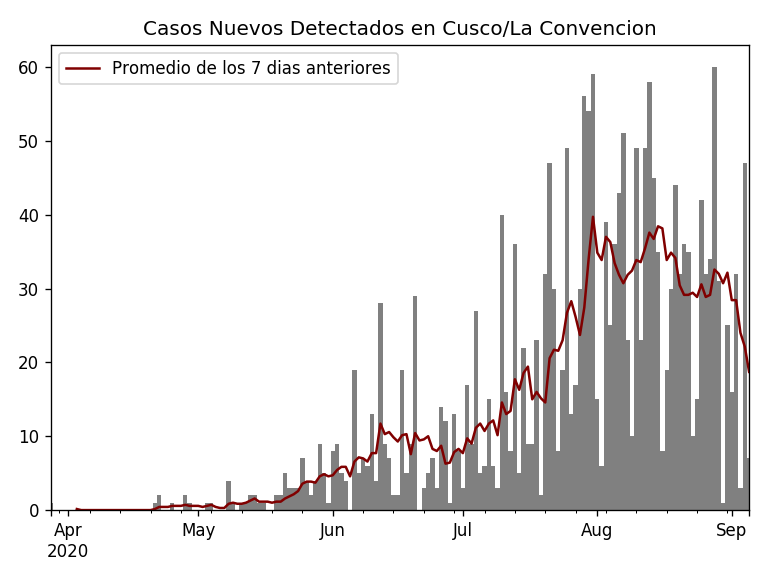 Casos Nuevos Detectados en Cusco/La Convencion
Promedio de los 7 dias anteriores
60
50
40
30
20
10
0
Apr May Jun Jul Aug Sep
2020